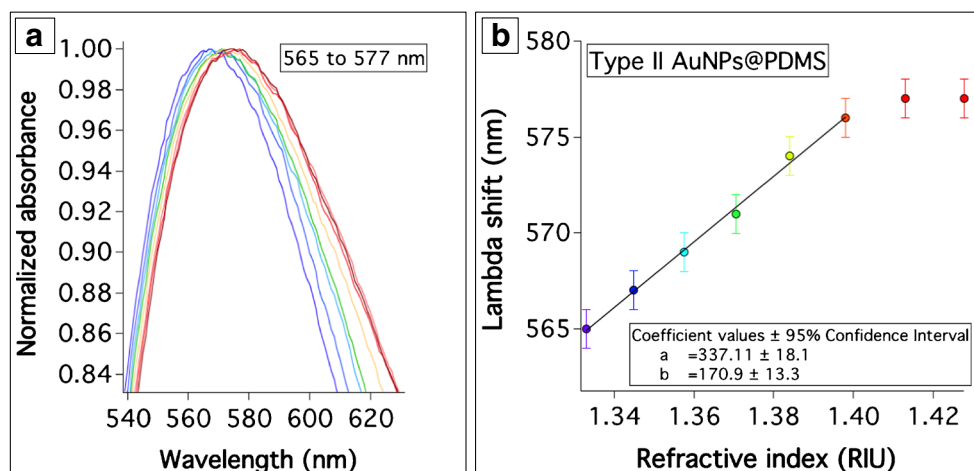 a
565 to 577 nm
Normalized absorbance
1.00
0.98
0.96
0.94
0.92
0.90
0.88
0.86
0.84
540 560 580 600 620
Wavelength (nm)
b
Type II AuNPs@PDMS
Lambda shift (nm)
580
575
570
565
Coefficient values ± 95% Confidence Interval
a =337.11 ± 18.1
b =170.9 ± 13.3
1.34 1.36 1.38 1.40 1.42
Refractive index (RIU)